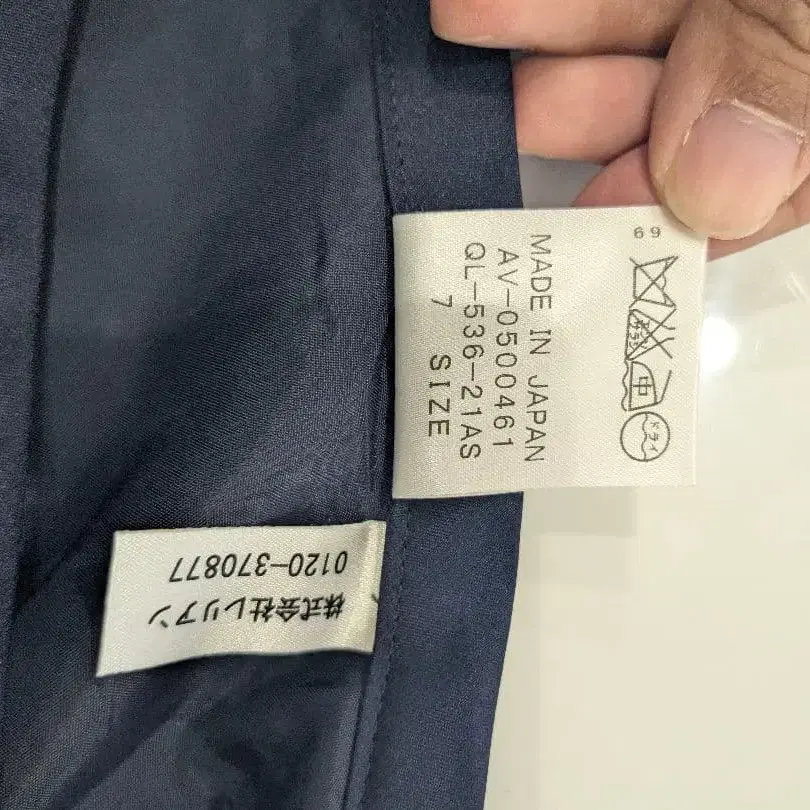 69
中
ドライ
MADE IN JAPAN
AV-0500461
QL-536-21AS
7 SIZE
株式会社レリアン
0120-370877